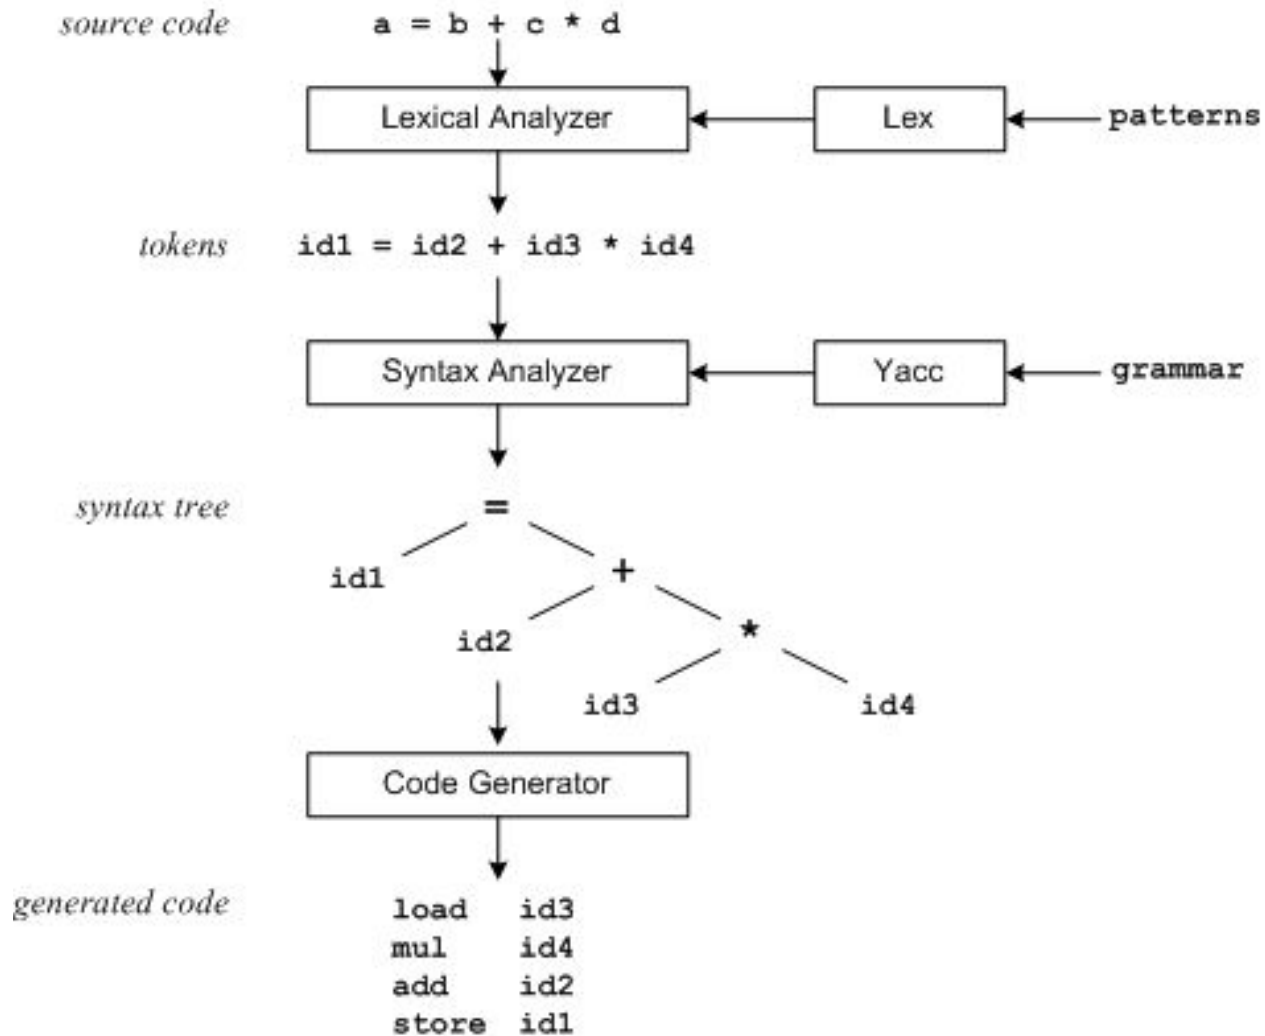 source code a = b + c * d
Lexical Analyzer Lex patterns
tokens id1 = id2 + id3 * id4
Syntax Analyzer Yacc grammar
syntax tree =
id1 +
id2 *
id3 id4
Code Generator
generated code load id3
mul id4
add id2
store id1